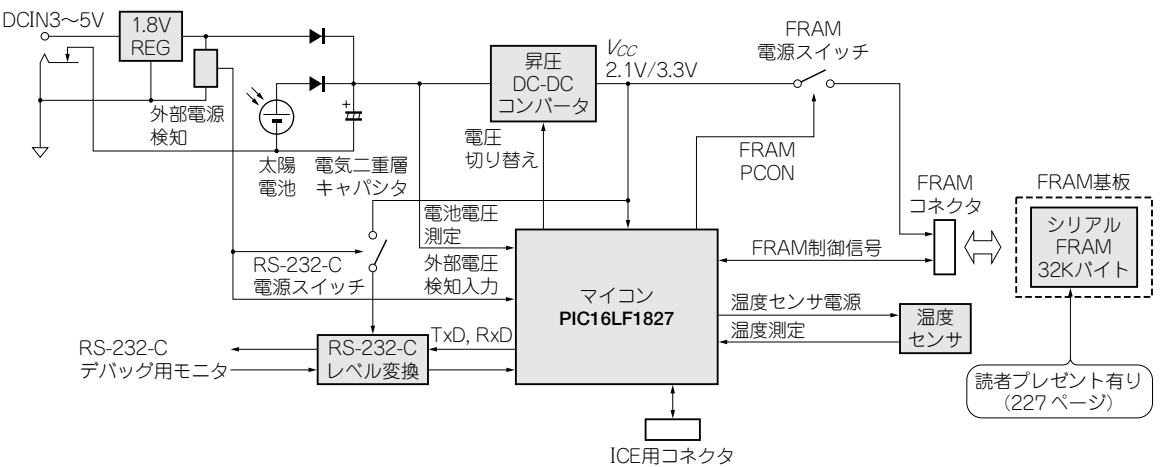 DCIN3～5V
1.8V
REG
外部電源
検知
太陽
電池
電気二重層
キャパシタ
+
昇圧
DC-DC
コンバータ
VCC
2.1V/3.3V
FRAM
電源スイッチ
電圧
切り替え
FRAM
PCON
FRAM
コネクタ
FRAM基板
シリアル
FRAM
32Kバイト
電池電圧
測定
外部電圧
検知入力
RS-232-C
電源スイッチ
マイコン
PIC16LF1827
FRAM制御信号
温度センサ電源
温度測定
温度
センサ
TxD, RxD
RS-232-C
デバッグ用モニタ
RS-232-C
レベル変換
ICE用コネクタ
読者プレゼント有り
（227ページ）